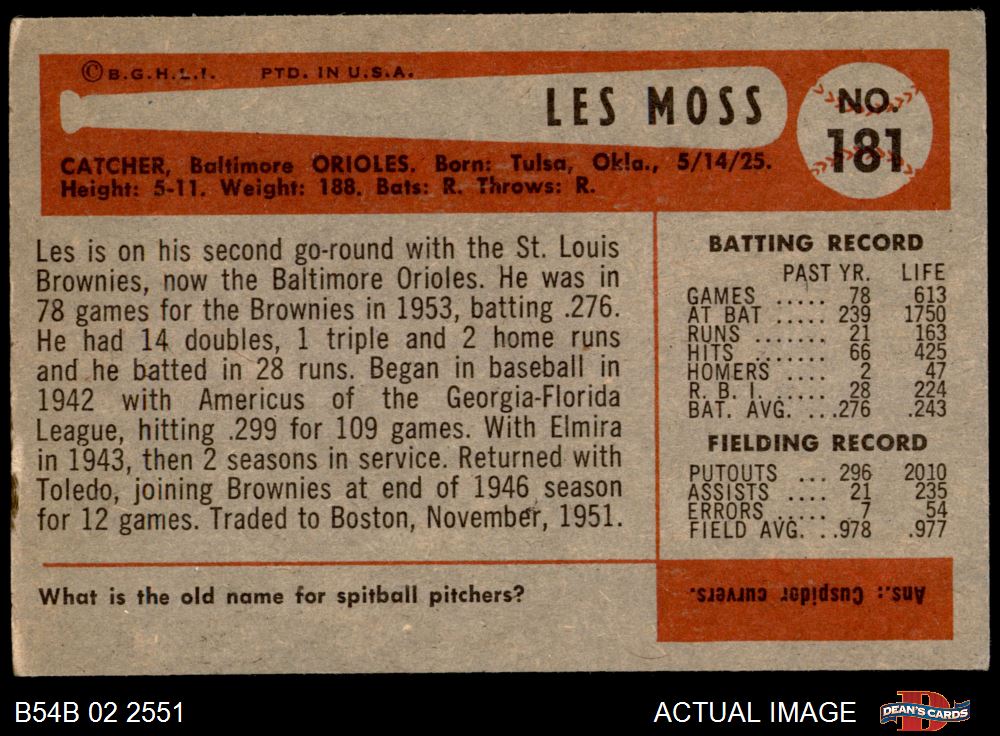 ©B.G.H.L.I. PTD. IN U.S.A.
LES MOSS
NO.
181
CATCHER, Baltimore ORIOLES. Born: Tulsa, Okla., 5/14/25.
Height: 5-11. Weight: 188. Bats: R. Throws: R.
Les is on his second go-round with the St. Louis
Brownies, now the Baltimore Orioles. He was in
78 games for the Brownies in 1953, batting .276.
He had 14 doubles, 1 triple and 2 home runs
and he batted in 28 runs. Began in baseball in
1942 with Americus of the Georgia-Florida
League, hitting .299 for 109 games. With Elmira
in 1943, then 2 seasons in service. Returned with
Toledo, joining Brownies at end of 1946 season
for 12 games. Traded to Boston, November, 1951.
BATTING RECORD
PAST YR. LIFE
GAMES ..... 78 613
AT BAT ..... 239 1750
RUNS ....... 21 163
HITS ....... 66 425
HOMERS .... 2 47
R. B. I. ..... 28 224
BAT. AVG. ...276 .243
FIELDING RECORD
PUTOUTS ... 296 2010
ASSISTS .... 21 235
ERRORS ..... 7 54
FIELD AVG. ..978 .977
What is the old name for spitball pitchers?
Ans.: Cuspidor curvers.
B54B 02 2551
ACTUAL IMAGE
D
DEAN'S CARDS